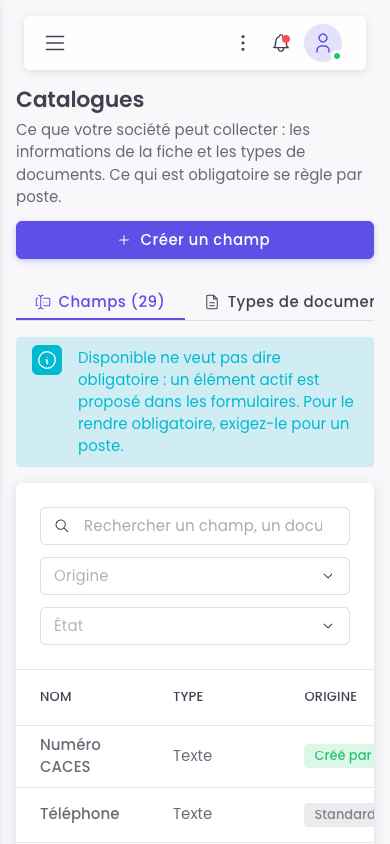 Catalogues
Ce que votre société peut collecter : les
informations de la fiche et les types de
documents. Ce qui est obligatoire se règle par
poste.
Créer un champ
Champs (29)
Types de documen
Disponible ne veut pas dire
obligatoire : un élément actif est
proposé dans les formulaires. Pour le
rendre obligatoire, exigez-le pour un
poste.
Rechercher un champ, un docu
Origine
État
NOM TYPE ORIGINE
Numéro
CACES
Texte
Créé par
Téléphone Texte Standard